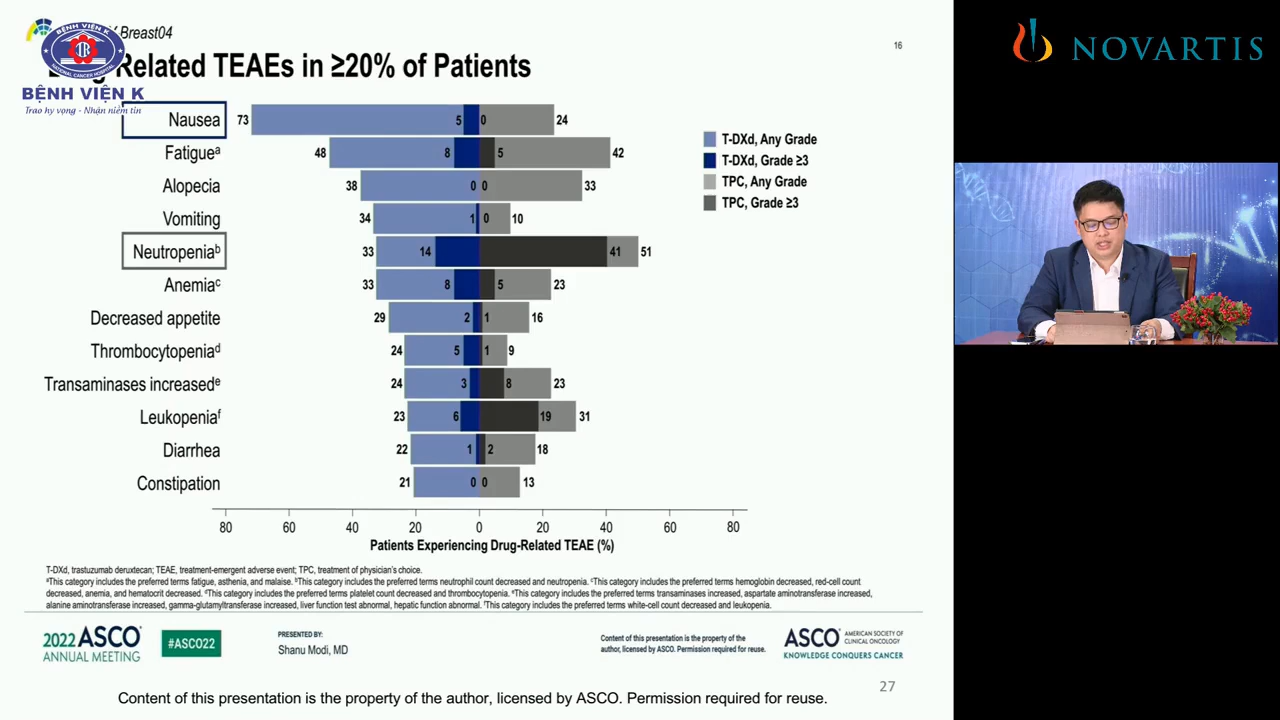 Breast04
BỆNH VIỆN K
NATIONAL CANCER HOSPITAL
BỆNH VIỆN K
Trao hy vọng - Nhận niềm tin
16
Related TEAEs in ≥20% of Patients
NOVARTIS
Nausea 73 5 0 24
Fatigueᵃ 48 8 5 42
Alopecia 38 0 0 33
Vomiting 34 1 0 10
Neutropeniaᵇ 33 14 41 51
Anemiaᶜ 33 8 5 23
Decreased appetite 29 2 1 16
Thrombocytopeniaᵈ 24 5 1 9
Transaminases increasedᵉ 24 3 8 23
Leukopeniaᶠ 23 6 19 31
Diarrhea 22 1 2 18
Constipation 21 0 0 13
T-DXd, Any Grade
T-DXd, Grade ≥3
TPC, Any Grade
TPC, Grade ≥3
80 60 40 20 0 20 40 60 80
Patients Experiencing Drug-Related TEAE (%)
T-DXd, trastuzumab deruxtecan; TEAE, treatment-emergent adverse event; TPC, treatment of physician's choice.
ᵃThis category includes the preferred terms fatigue, asthenia, and malaise. ᵇThis category includes the preferred terms neutrophil count decreased and neutropenia. ᶜThis category includes the preferred terms hemoglobin decreased, red-cell count
decreased, anemia, and hematocrit decreased. ᵈThis category includes the preferred terms platelet count decreased and thrombocytopenia. ᵉThis category includes the preferred terms transaminases increased, aspartate aminotransferase increased,
alanine aminotransferase increased, gamma-glutamyltransferase increased, liver function test abnormal, hepatic function abnormal. ᶠThis category includes the preferred terms white-cell count decreased and leukopenia.
2022 ASCO
ANNUAL MEETING
#ASCO22
PRESENTED BY:
Shanu Modi, MD
Content of this presentation is the property of the
author, licensed by ASCO. Permission required for reuse.
ASCO
AMERICAN SOCIETY OF
CLINICAL ONCOLOGY
KNOWLEDGE CONQUERS CANCER
27
Content of this presentation is the property of the author, licensed by ASCO. Permission required for reuse.